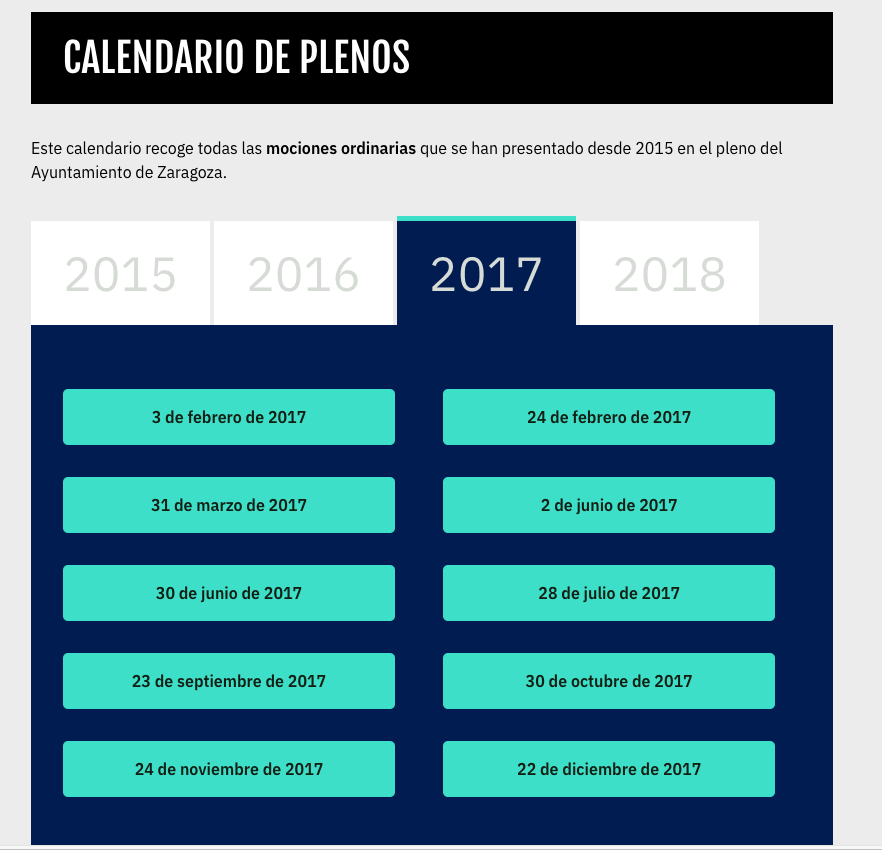 CALENDARIO DE PLENOS
Este calendario recoge todas las mociones ordinarias que se han presentado desde 2015 en el pleno del
Ayuntamiento de Zaragoza.
2015 2016 2017 2018
3 de febrero de 2017 24 de febrero de 2017
31 de marzo de 2017 2 de junio de 2017
30 de junio de 2017 28 de julio de 2017
23 de septiembre de 2017 30 de octubre de 2017
24 de noviembre de 2017 22 de diciembre de 2017